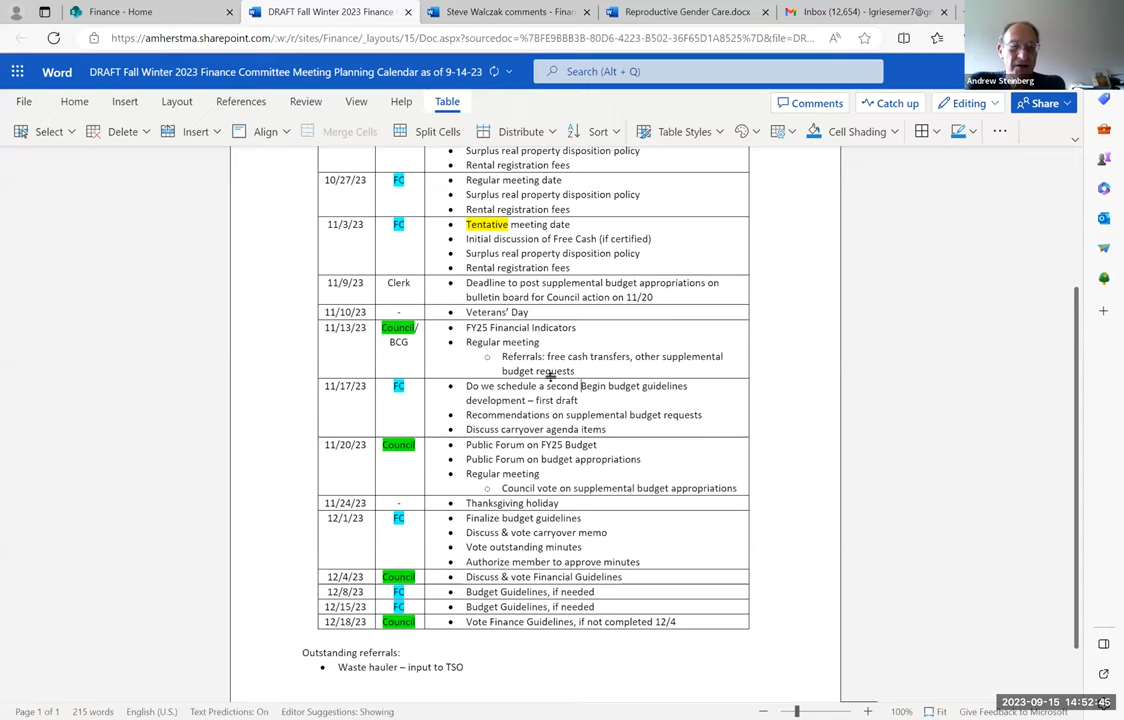 Finance - Home
DRAFT Fall Winter 2023 Finance
Steve Walczak comments - Finan
Reproductive Gender Care.docx
Inbox (12,654) - lgriesemer7@g
https://amherstma.sharepoint.com/:w:/r/sites/Finance/_layouts/15/Doc.aspx?sourcedoc=%7BFE9BBB3B-80D6-4223-B502-36F65D1A8525%7D&file=DR...
Word
DRAFT Fall Winter 2023 Finance Committee Meeting Planning Calendar as of 9-14-23
Search (Alt + Q)
Andrew Steinberg
File Home Insert Layout References Review View Help Table
Comments Catch up Editing Share
Select Delete Insert Align Merge Cells Split Cells Distribute Sort Table Styles Cell Shading
• Surplus real property disposition policy
• Rental registration fees
10/27/23 FC • Regular meeting date
• Surplus real property disposition policy
• Rental registration fees
11/3/23 FC • Tentative meeting date
• Initial discussion of Free Cash (if certified)
• Surplus real property disposition policy
• Rental registration fees
11/9/23 Clerk • Deadline to post supplemental budget appropriations on
bulletin board for Council action on 11/20
11/10/23 - • Veterans' Day
11/13/23 Council/ • FY25 Financial Indicators
BCG • Regular meeting
o Referrals: free cash transfers, other supplemental
budget requests
11/17/23 FC • Do we schedule a second Begin budget guidelines
development – first draft
• Recommendations on supplemental budget requests
• Discuss carryover agenda items
11/20/23 Council • Public Forum on FY25 Budget
• Public Forum on budget appropriations
• Regular meeting
o Council vote on supplemental budget appropriations
11/24/23 - • Thanksgiving holiday
12/1/23 FC • Finalize budget guidelines
• Discuss & vote carryover memo
• Vote outstanding minutes
• Authorize member to approve minutes
12/4/23 Council • Discuss & vote Financial Guidelines
12/8/23 FC • Budget Guidelines, if needed
12/15/23 FC • Budget Guidelines, if needed
12/18/23 Council • Vote Finance Guidelines, if not completed 12/4
Outstanding referrals:
• Waste hauler – input to TSO
Page 1 of 1 215 words English (U.S.) Text Predictions: On Editor Suggestions: Showing
100% Fit Give Feedback to Microsoft
2023-09-15 14:52:45